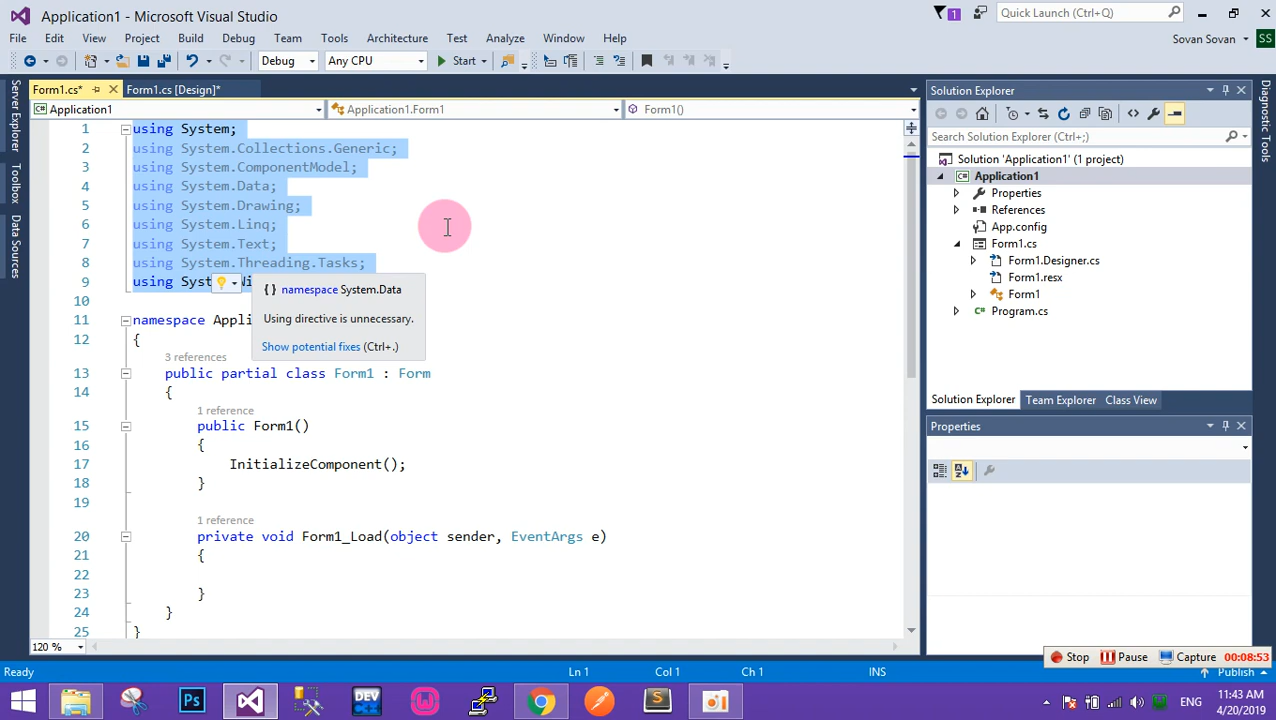 Application1 - Microsoft Visual Studio
1
Quick Launch (Ctrl+Q)
File Edit View Project Build Debug Team Tools Architecture Test Analyze Window Help
Sovan Sovan SS
Debug Any CPU Start
Form1.cs* Form1.cs [Design]*
Application1 Application1.Form1 Form1()
Server Explorer
Toolbox
Data Sources
1 using System;
2 using System.Collections.Generic;
3 using System.ComponentModel;
4 using System.Data;
5 using System.Drawing;
6 using System.Linq;
7 using System.Text;
8 using System.Threading.Tasks;
9 using Syst
{ } namespace System.Data
Using directive is unnecessary.
Show potential fixes (Ctrl+.)
10
11 namespace Appli
12 {
3 references
13 public partial class Form1 : Form
14 {
1 reference
15 public Form1()
16 {
17 InitializeComponent();
18 }
19
1 reference
20 private void Form1_Load(object sender, EventArgs e)
21 {
22
23 }
24 }
25 }
120 %
Solution Explorer
Search Solution Explorer (Ctrl+;)
Solution 'Application1' (1 project)
Application1
Properties
References
App.config
Form1.cs
Form1.Designer.cs
Form1.resx
Form1
Program.cs
Solution Explorer Team Explorer Class View
Properties
Diagnostic Tools
Stop Pause Capture 00:08:53
Ready Ln 1 Col 1 Ch 1 INS Publish
Ps DEV C++ S
ENG
11:43 AM
4/20/2019